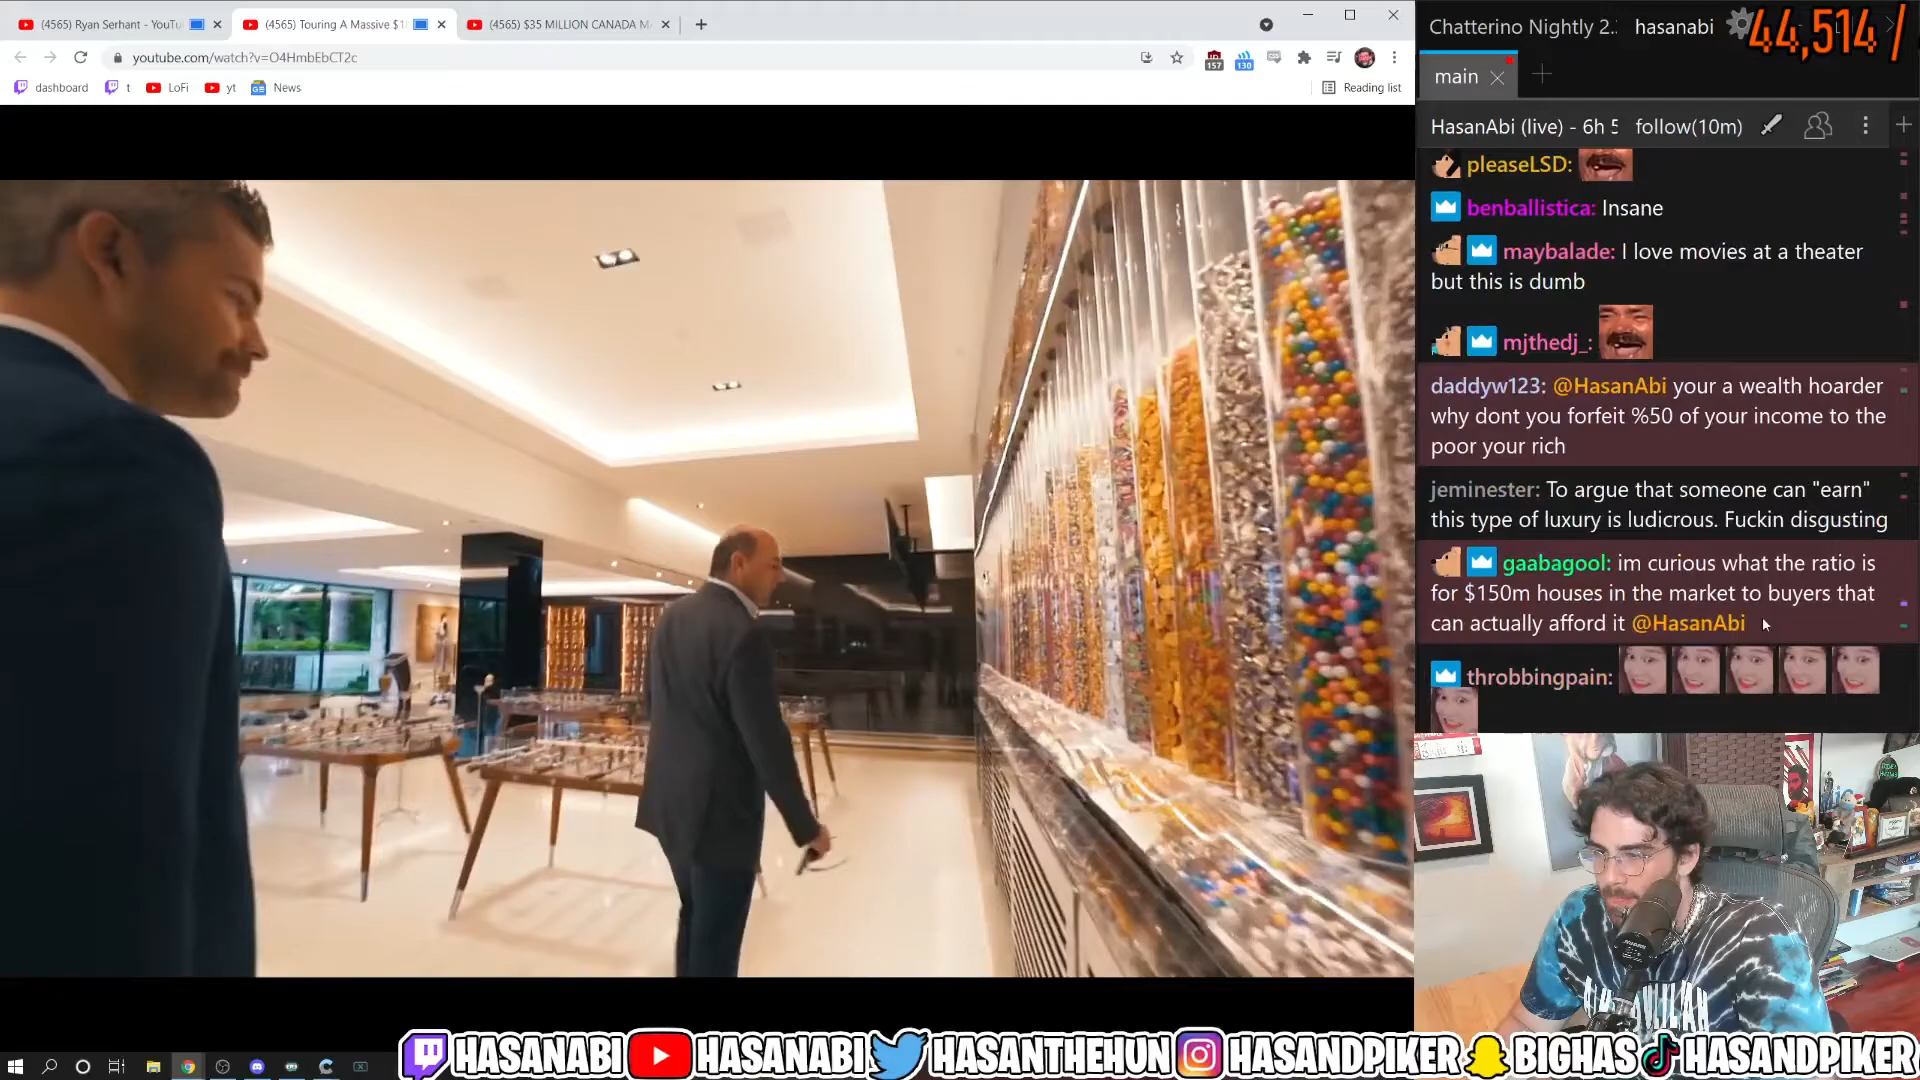 (4565) Ryan Serhant - YouTu
(4565) Touring A Massive $1
(4565) $35 MILLION CANADA M
youtube.com/watch?v=O4HmbEbCT2c
157
130
dashboard
t
LoFi
yt
News
Reading list
Chatterino Nightly 2.
hasanabi
44,514 /
main
HasanAbi (live) - 6h 5
follow(10m)
pleaseLSD:
benballistica: Insane
maybalade: I love movies at a theater
but this is dumb
mjthedj_:
daddyw123: @HasanAbi your a wealth hoarder
why dont you forfeit %50 of your income to the
poor your rich
jeminester: To argue that someone can "earn"
this type of luxury is ludicrous. Fuckin disgusting
gaabagool: im curious what the ratio is
for $150m houses in the market to buyers that
can actually afford it @HasanAbi
throbbingpain:
HASANABI
HASANABI
HASANTHEHUN
HASANDPIKER
BIGHAS
HASANDPIKER